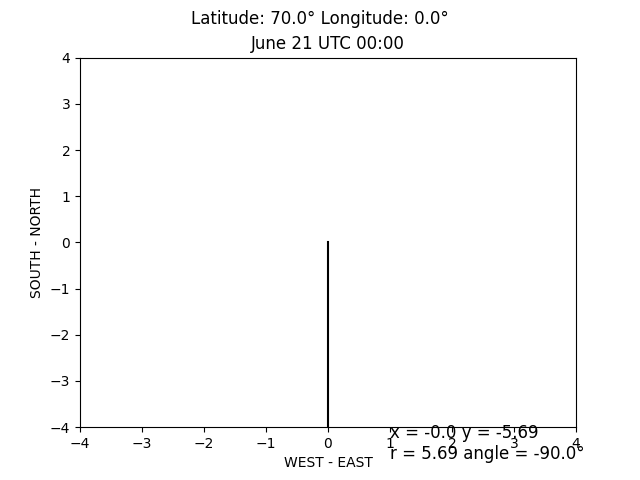 Latitude: 70.0° Longitude: 0.0°
June 21 UTC 00:00
4
3
2
1
0
−1
−2
−3
−4
SOUTH - NORTH
−4 −3 −2 −1 0 1 2 3 4
WEST - EAST
x = -0.0 y = -5.69
r = 5.69 angle = -90.0°